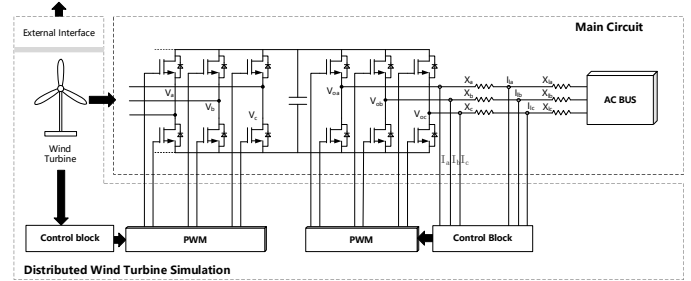 External Interface
Main Circuit
Wind
Turbine
Va
Vb
Vc
Voa
Vob
Voc
Xa
Xb
Xc
Ila
Ilb
Ilc
Xla
Xlb
Xlc
AC BUS
Ia Ib Ic
Control block
PWM
PWM
Control Block
Distributed Wind Turbine Simulation